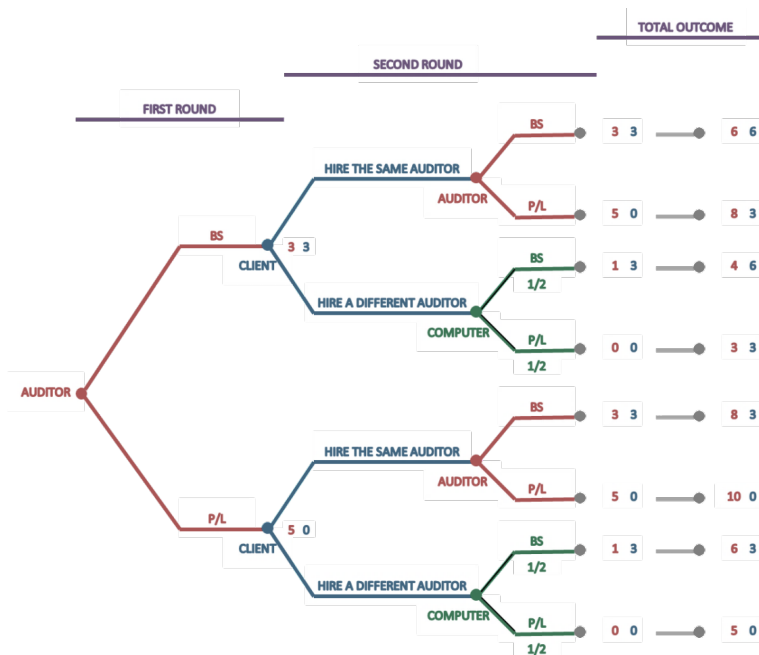 TOTAL OUTCOME
SECOND ROUND
FIRST ROUND
BS
3 3
6 6
HIRE THE SAME AUDITOR
AUDITOR
P/L
5 0
8 3
BS
3 3
CLIENT
BS
1/2
1 3
4 6
HIRE A DIFFERENT AUDITOR
COMPUTER
P/L
1/2
0 0
3 3
AUDITOR
BS
3 3
8 3
HIRE THE SAME AUDITOR
AUDITOR
P/L
5 0
10 0
P/L
5 0
CLIENT
BS
1/2
1 3
6 3
HIRE A DIFFERENT AUDITOR
COMPUTER
P/L
1/2
0 0
5 0